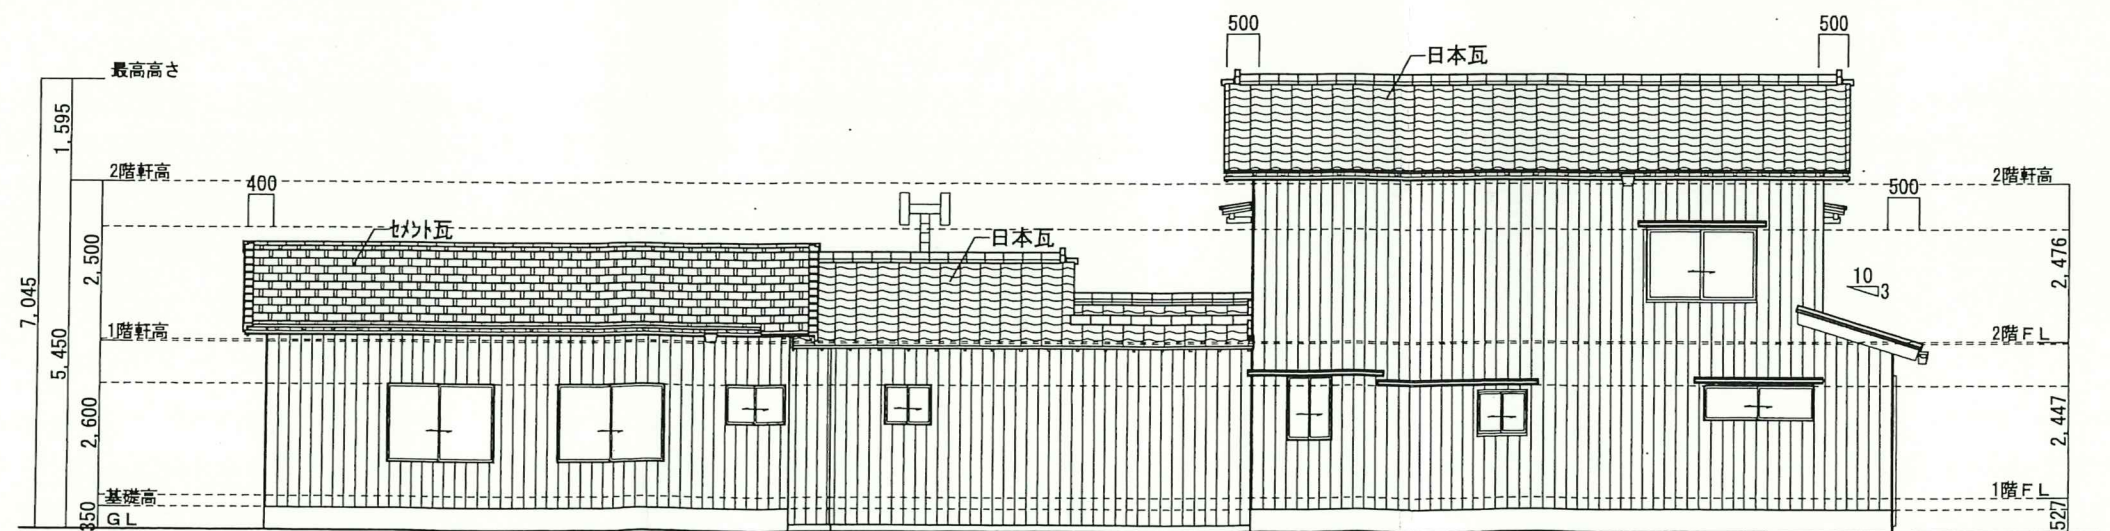 500
500
日本瓦
最高高さ
1,595
2階軒高
400
2階軒高
500
ｾﾒﾝﾄ瓦
日本瓦
2,500
2,476
10
3
7,045
5,450
1階軒高
2階ＦＬ
2,600
2,447
基礎高
1階ＦＬ
350
ＧＬ
527